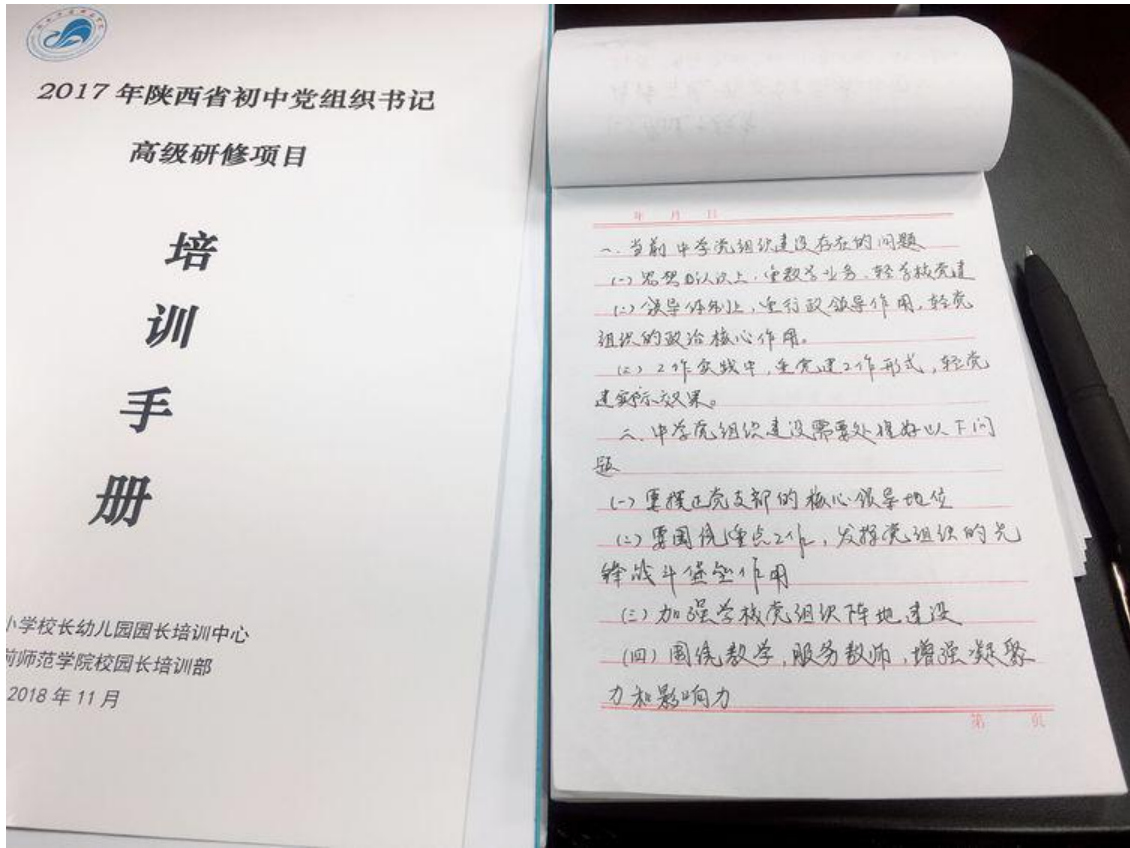 2017年陕西省初中党组织书记
高级研修项目
培
训
手
册
小学校长幼儿园园长培训中心
前师范学院校园长培训部
2018年11月
年 月 日
一、当前中学党组织建设存在的问题
(一)思想认识上,重教学业务、轻学校党建
(二)领导体制上,重行政领导作用,轻党
组织的政治核心作用。
(三)工作实践中,重党建工作形式,轻党
建实际效果。
二、中学党组织建设需要处理好以下问
题
(一)要摆正党支部的核心领导地位
(二)要围绕重点工作,发挥党组织的先
锋战斗堡垒作用
(三)加强学校党组织阵地建设
(四)围绕教学,服务教师,增强凝聚
力和影响力
第 页